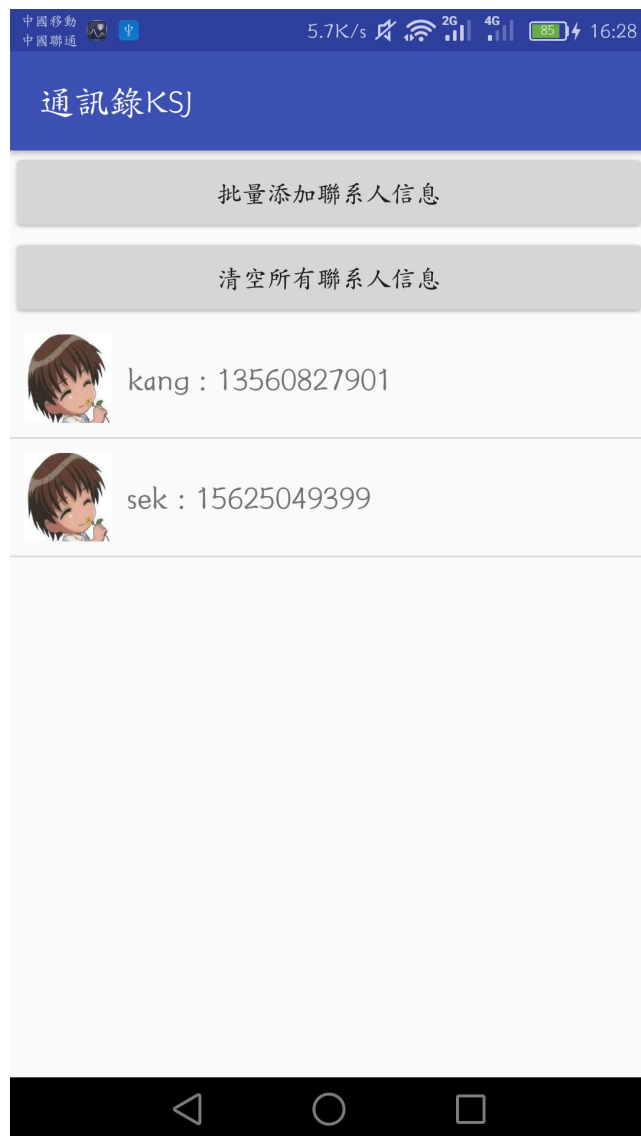 中國移動
中國聯通
5.7K/s 2G 4G 85 16:28
通訊錄KSJ
批量添加聯系人信息
清空所有聯系人信息
kang : 13560827901
sek : 15625049399